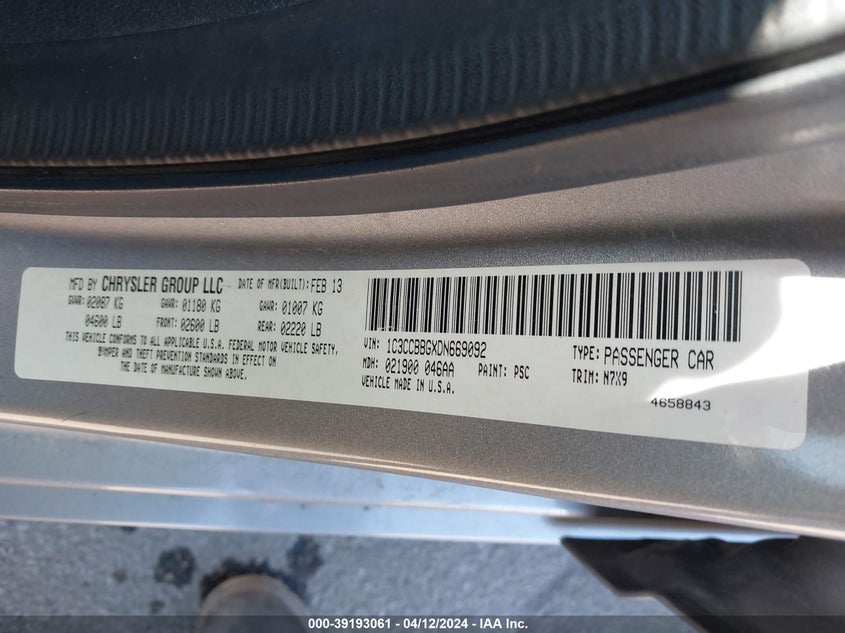 MFD BY CHRYSLER GROUP LLC DATE OF MFR(BUILT): FEB 13
GVWR: 02087 KG GAWR: 01180 KG GAWR: 01007 KG
04600 LB FRONT: 02600 LB REAR: 02220 LB
THIS VEHICLE CONFORMS TO ALL APPLICABLE U.S.A. FEDERAL MOTOR VEHICLE SAFETY,
BUMPER AND THEFT PREVENTION STANDARDS IN EFFECT ON
THE DATE OF MANUFACTURE SHOWN ABOVE.
VIN: 1C3CCBBGXDN669092 TYPE: PASSENGER CAR
MDH: 021900 046AA PAINT: PSC TRIM: N7X9
VEHICLE MADE IN U.S.A.
4658843
000-39193061 - 04/12/2024 - IAA Inc.